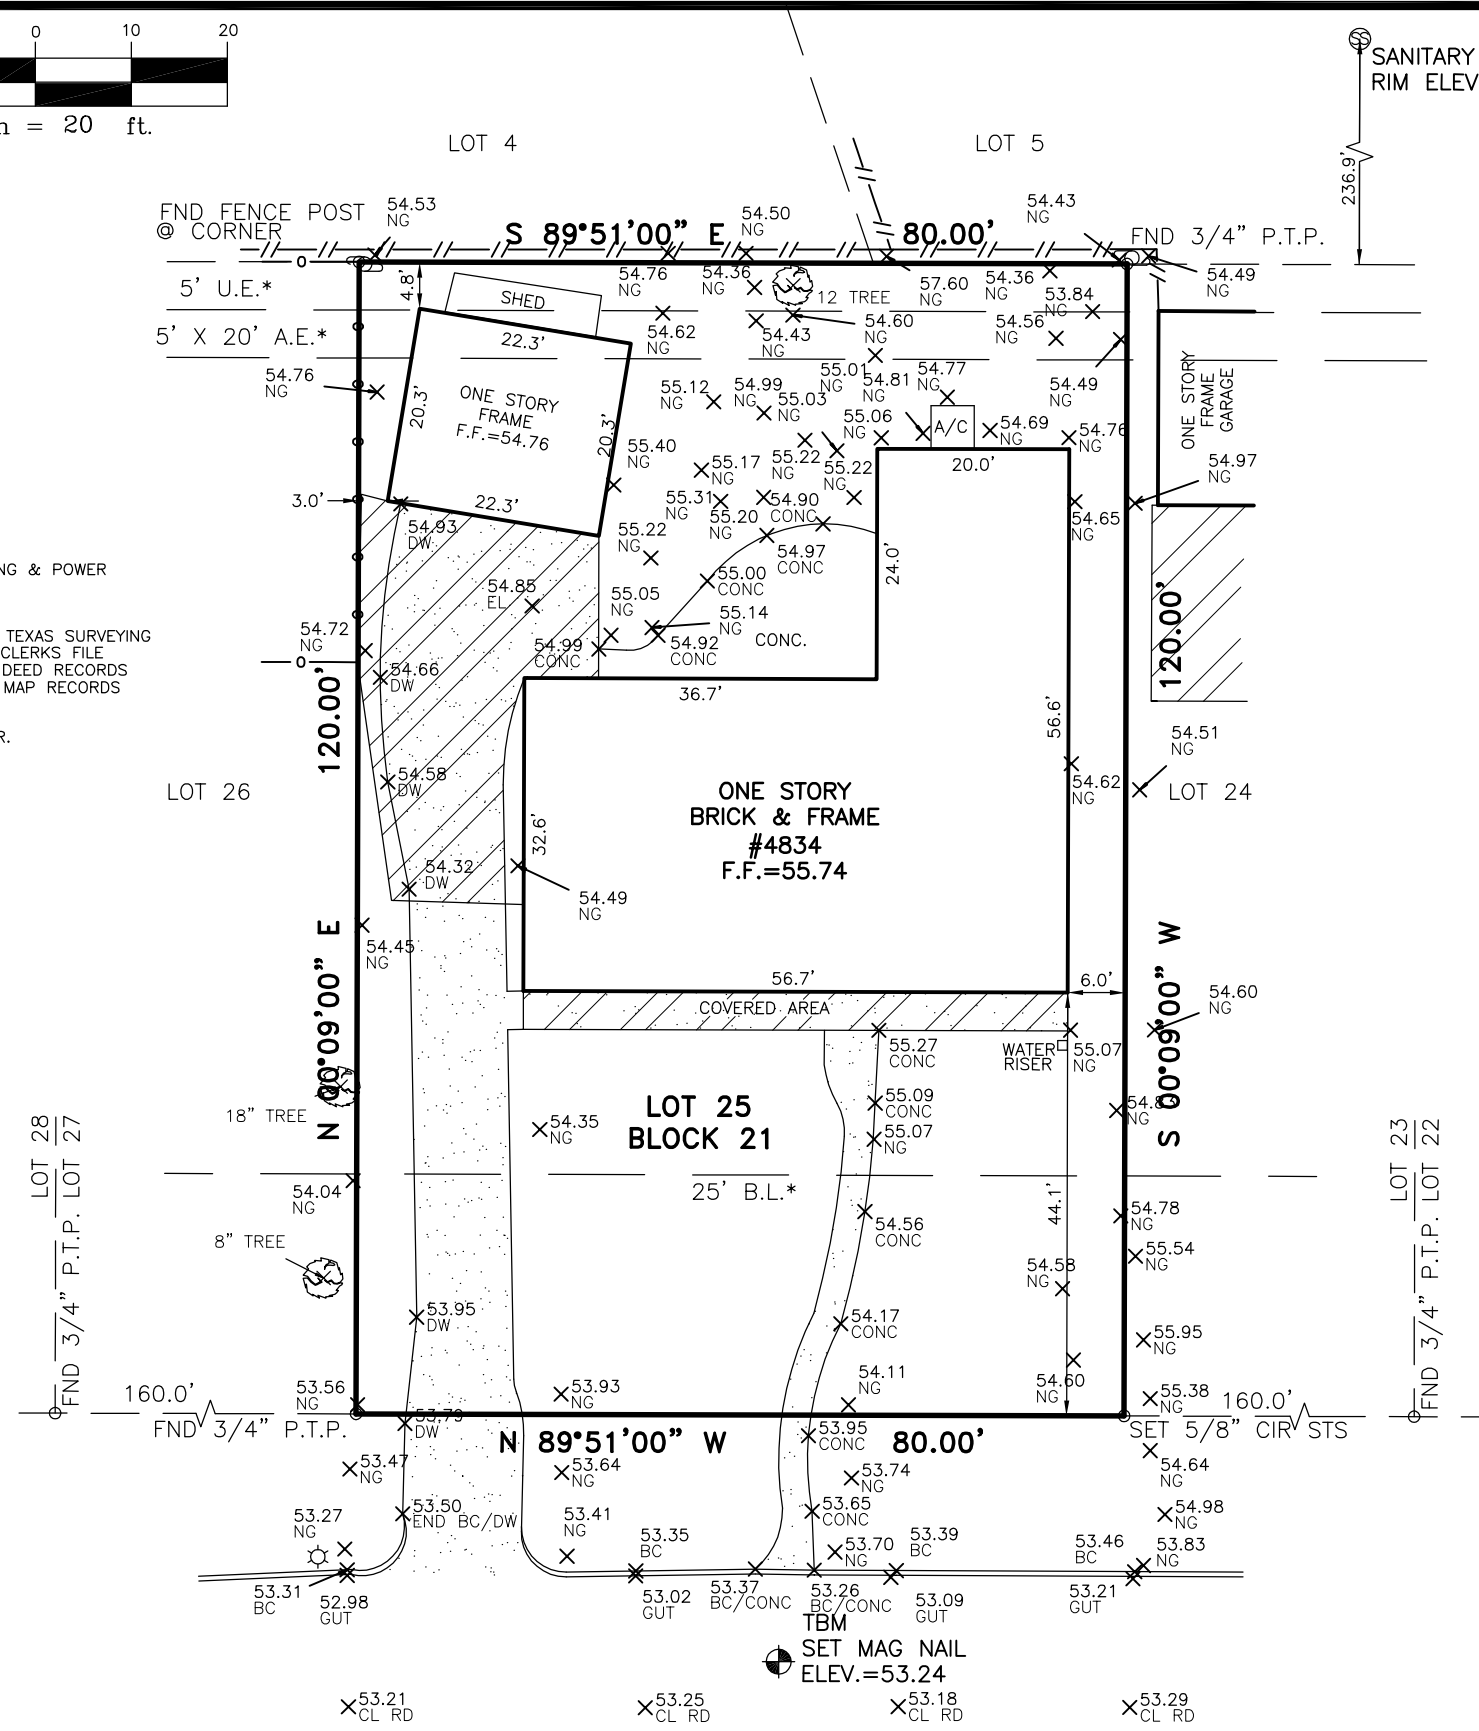 0 10 20
n = 20 ft.
SANITARY
RIM ELEV
236.9'
LOT 4
LOT 5
FND FENCE POST
@ CORNER
54.53
NG
S 89°51'00" E
54.50
NG
80.00'
54.43
NG
FND 3/4" P.T.P.
54.49
NG
5' U.E.*
4.8'
SHED
54.76
NG
54.36
NG
12 TREE
57.60
NG
54.36
NG
53.84
NG
5' X 20' A.E.*
22.3'
54.62
NG
54.43
NG
54.60
NG
54.56
NG
54.76
NG
20.3'
ONE STORY
FRAME
F.F.=54.76
20.3'
55.12
NG
54.99
NG
55.01
NG
55.03
NG
54.81
NG
54.77
NG
54.49
NG
ONE STORY
FRAME
GARAGE
55.06
NG
A/C
54.69
NG
54.76
NG
20.0'
55.40
NG
55.17
NG
55.22
NG
55.22
NG
54.97
NG
3.0'
22.3'
55.31
NG
54.90
CONC
55.20
NG
54.65
NG
54.93
DW
55.22
NG
54.97
CONC
24.0'
NG & POWER
54.85
EL
55.00
CONC
55.05
NG
55.14
NG
CONC.
TEXAS SURVEYING
CLERKS FILE
DEED RECORDS
MAP RECORDS
R.
54.72
NG
54.99
CONC
54.92
CONC
120.00'
54.66
DW
36.7'
56.6'
120.00'
54.51
NG
54.58
DW
LOT 26
ONE STORY
BRICK & FRAME
#4834
F.F.=55.74
54.62
NG
LOT 24
32.6'
54.32
DW
54.49
NG
54.45
NG
N 00°09'00" E
56.7'
6.0'
S 00°09'00" W
COVERED AREA
54.60
NG
55.27
CONC
WATER
RISER
55.07
NG
18" TREE
LOT 25
BLOCK 21
55.09
CONC
54.83
NG
54.35
NG
55.07
NG
LOT 28
LOT 27
LOT 23
LOT 22
54.04
NG
25' B.L.*
44.1'
54.78
NG
54.56
CONC
8" TREE
54.58
NG
55.54
NG
53.95
DW
54.17
CONC
55.95
NG
FND 3/4" P.T.P.
FND 3/4" P.T.P.
160.0'
53.56
NG
53.93
NG
54.11
NG
54.60
NG
55.38
NG
160.0'
FND 3/4" P.T.P.
53.79
DW
N 89°51'00" W
53.95
CONC
80.00'
SET 5/8" CIR STS
53.47
NG
53.64
NG
53.74
NG
54.64
NG
53.50
END BC/DW
53.41
NG
53.65
CONC
54.98
NG
53.27
NG
53.35
BC
53.70
NG
53.39
BC
53.46
BC
53.83
NG
53.31
BC
52.98
GUT
53.02
GUT
53.37
BC/CONC
53.26
BC/CONC
53.09
GUT
53.21
GUT
TBM
SET MAG NAIL
ELEV.=53.24
53.21
CL RD
53.25
CL RD
53.18
CL RD
53.29
CL RD